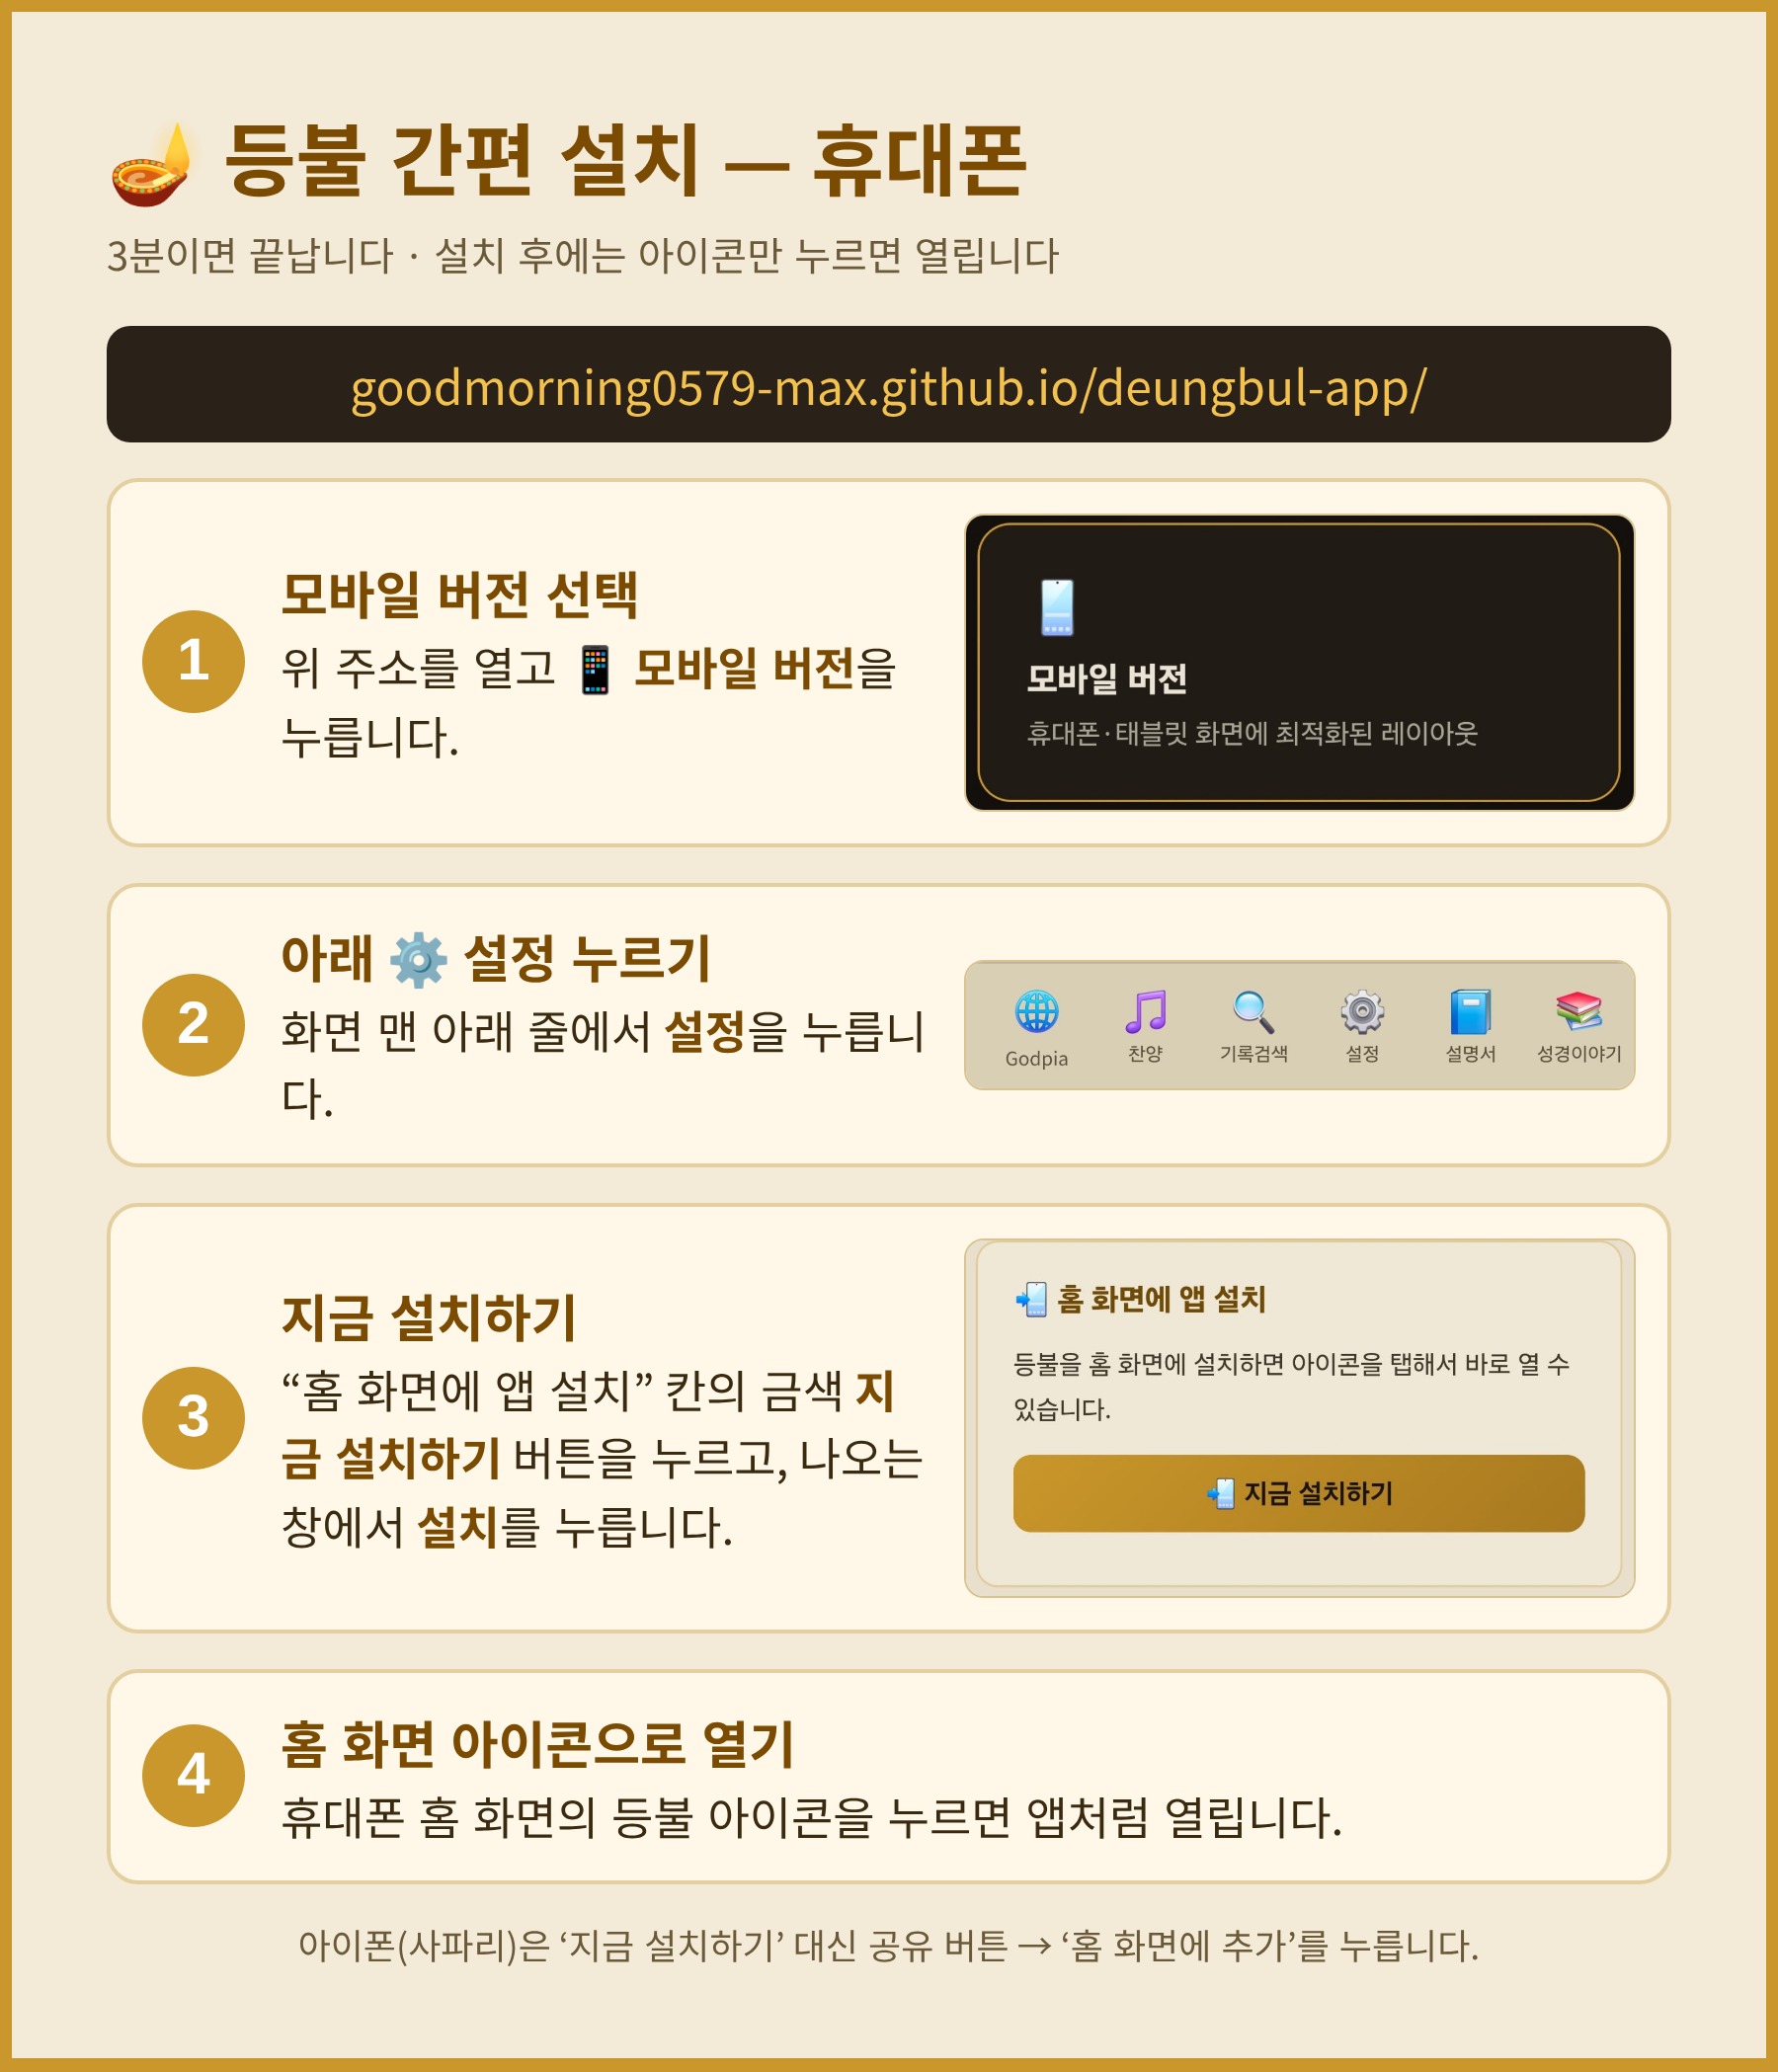 등불 간편 설치 — 휴대폰
3분이면 끝납니다 · 설치 후에는 아이콘만 누르면 열립니다
goodmorning0579-max.github.io/deungbul-app/
1
모바일 버전 선택
위 주소를 열고 📱 모바일 버전을
누릅니다.
모바일 버전
휴대폰·태블릿 화면에 최적화된 레이아웃
2
아래 ⚙️ 설정 누르기
화면 맨 아래 줄에서 설정을 누릅니
다.
Godpia 찬양 기록검색 설정 설명서 성경이야기
3
지금 설치하기
“홈 화면에 앱 설치” 칸의 금색 지
금 설치하기 버튼을 누르고, 나오는
창에서 설치를 누릅니다.
홈 화면에 앱 설치
등불을 홈 화면에 설치하면 아이콘을 탭해서 바로 열 수
있습니다.
지금 설치하기
4
홈 화면 아이콘으로 열기
휴대폰 홈 화면의 등불 아이콘을 누르면 앱처럼 열립니다.
아이폰(사파리)은 ‘지금 설치하기’ 대신 공유 버튼 → ‘홈 화면에 추가’를 누릅니다.